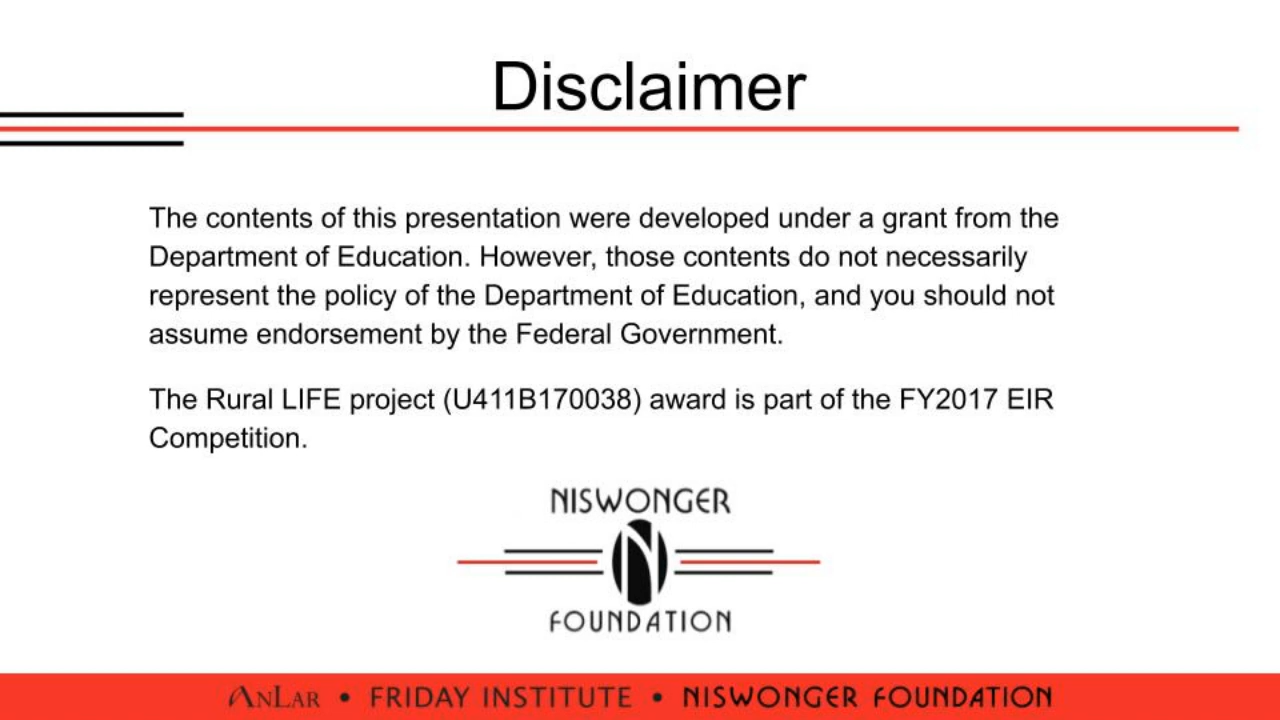 Disclaimer
The contents of this presentation were developed under a grant from the
Department of Education. However, those contents do not necessarily
represent the policy of the Department of Education, and you should not
assume endorsement by the Federal Government.
The Rural LIFE project (U411B170038) award is part of the FY2017 EIR
Competition.
NISWONGER
N
FOUNDATION
ANLAR • FRIDAY INSTITUTE • NISWONGER FOUNDATION